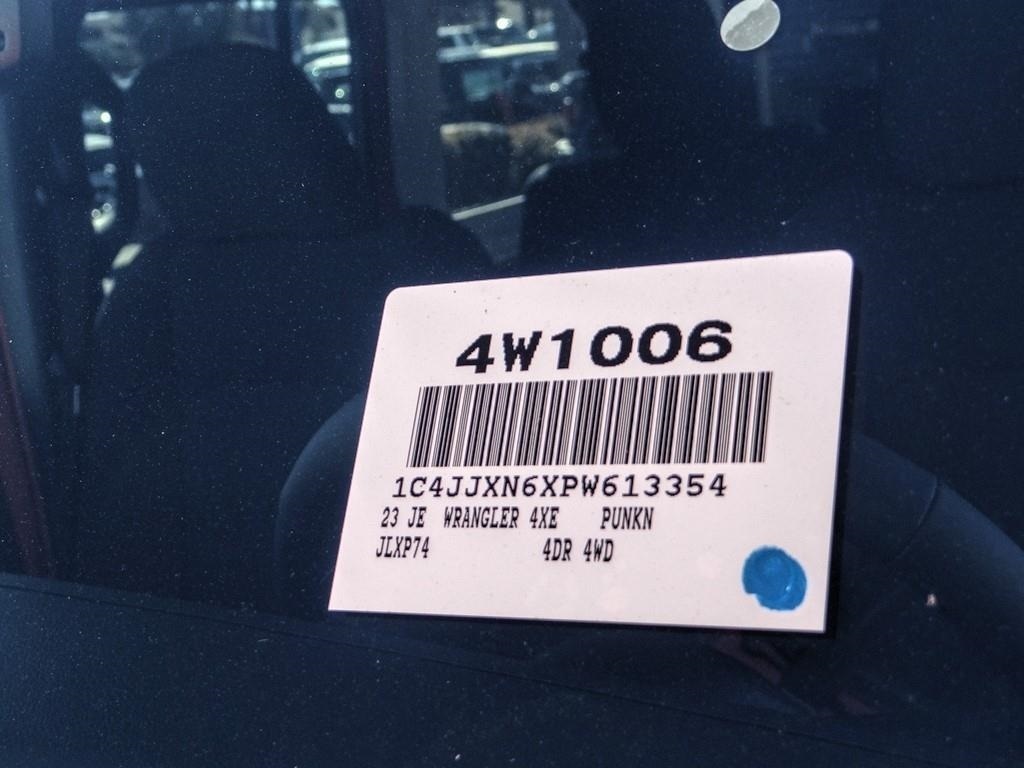 4W1006
1C4JJXN6XPW613354
23 JE WRANGLER 4XE PUNKN
JLXP74 4DR 4WD